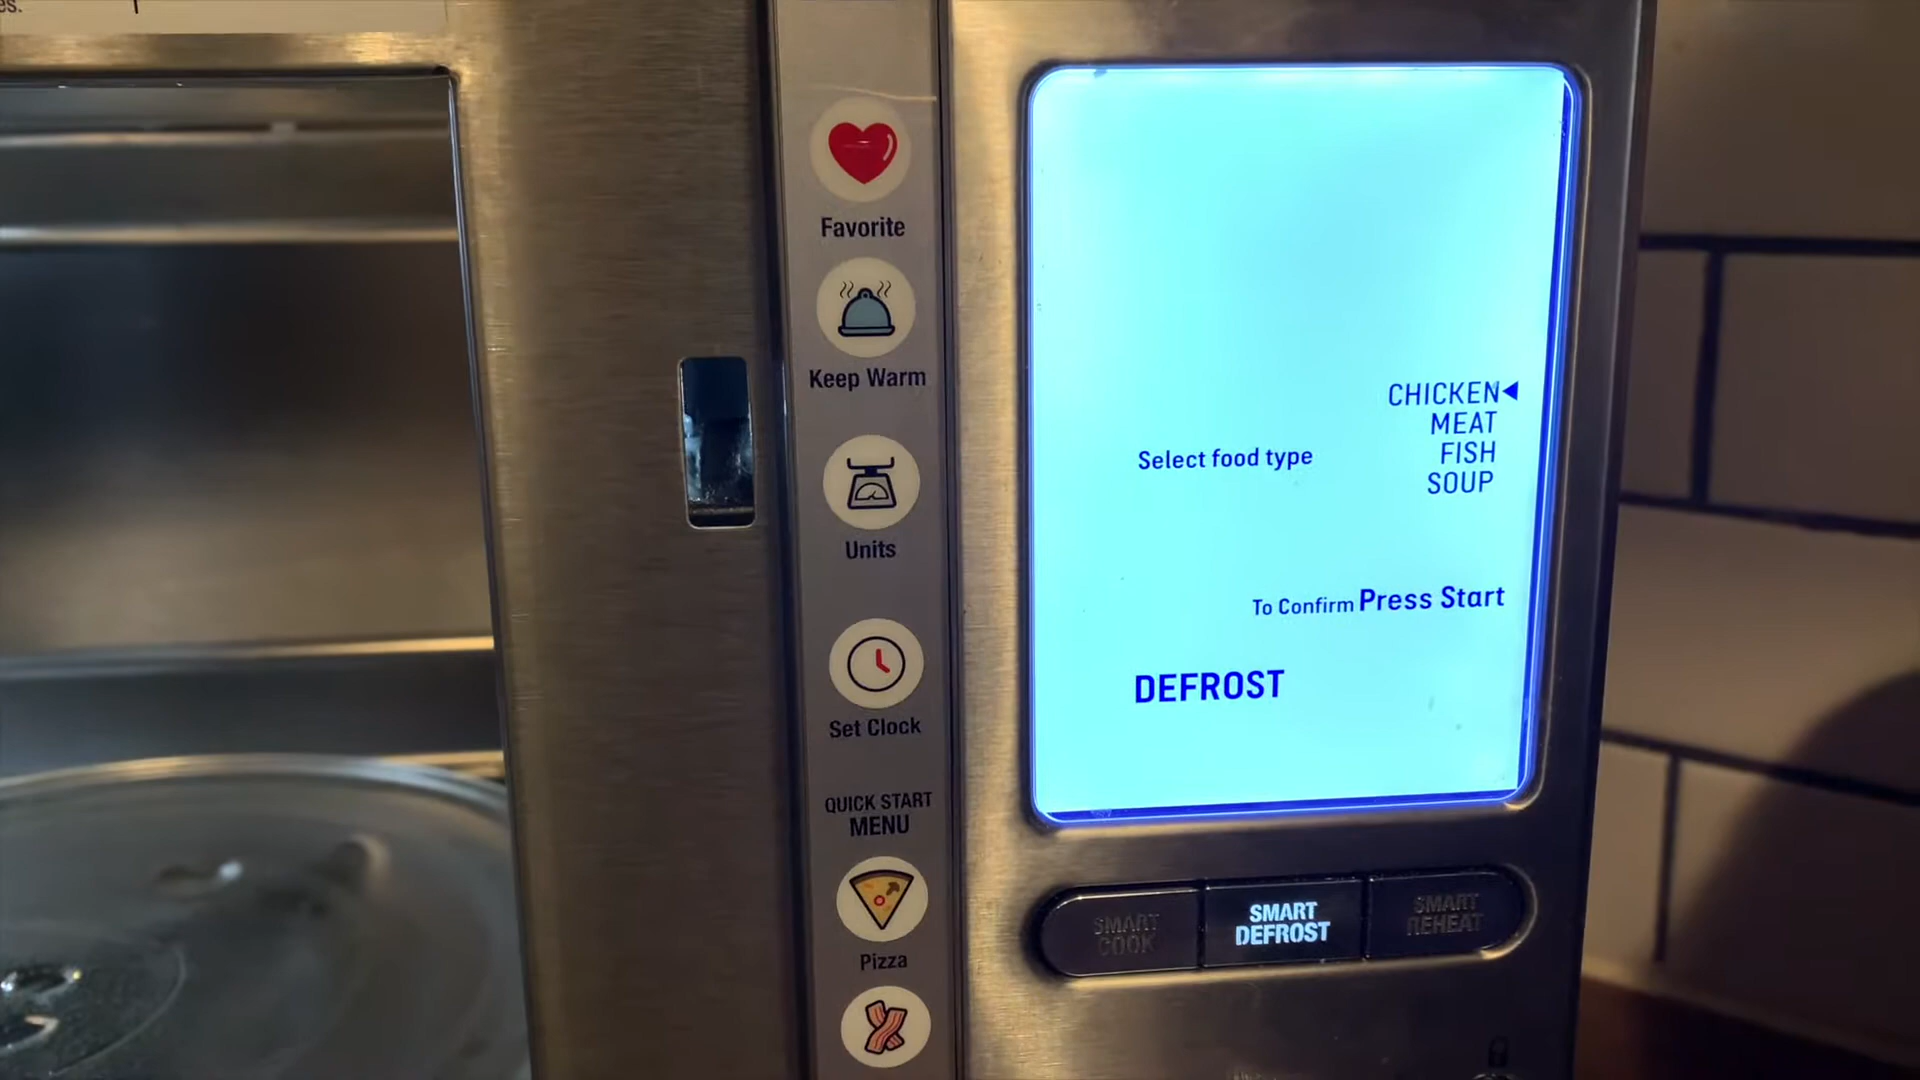 es.
Favorite
Keep Warm
Units
Set Clock
QUICK START
MENU
Pizza
CHICKEN◀
MEAT
FISH
SOUP
Select food type
To Confirm Press Start
DEFROST
SMART
COOK
SMART
DEFROST
SMART
REHEAT